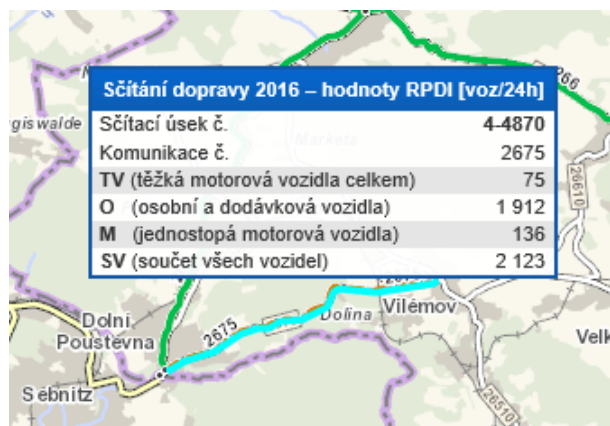 Sčítání dopravy 2016 – hodnoty RPDI [voz/24h]
Sčítací úsek č. 4-4870
Komunikace č. 2675
TV (těžká motorová vozidla celkem) 75
O (osobní a dodávková vozidla) 1 912
M (jednostopá motorová vozidla) 136
SV (součet všech vozidel) 2 123
266
giswalde
26610
Dolní
Poustevna
2675
Dolina
Vilémov
Velk
Sebnitz
26510